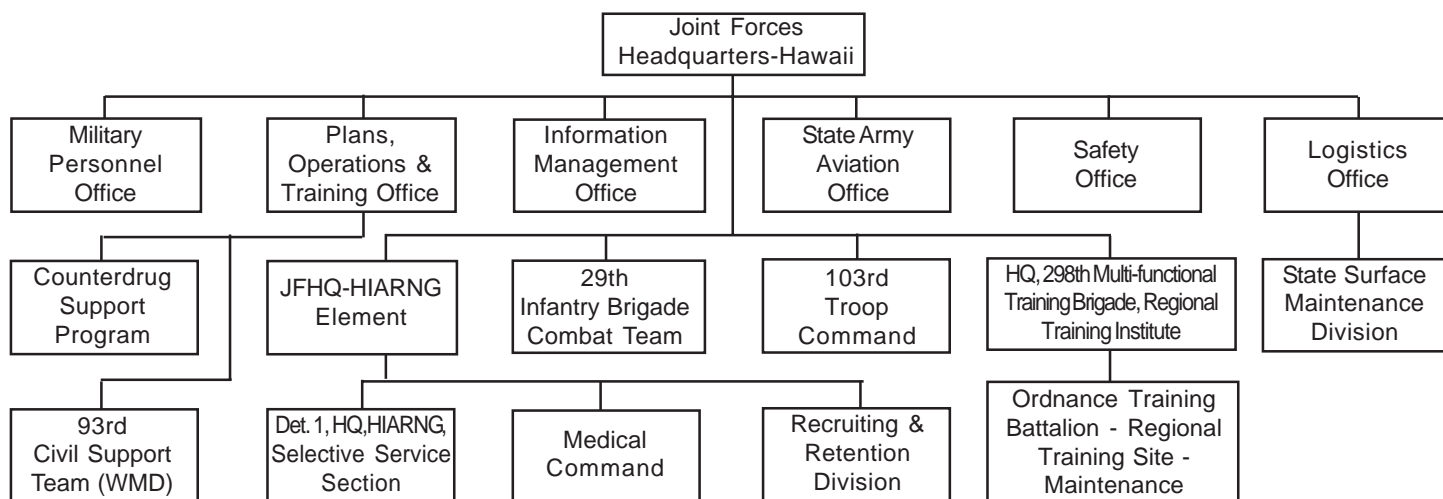 Joint Forces
Headquarters-Hawaii
Military
Personnel
Office
Plans,
Operations &
Training Office
Information
Management
Office
State Army
Aviation
Office
Safety
Office
Logistics
Office
Counterdrug
Support
Program
JFHQ-HIARNG
Element
29th
Infantry Brigade
Combat Team
103rd
Troop
Command
HQ, 298th Multi-functional
Training Brigade, Regional
Training Institute
State Surface
Maintenance
Division
93rd
Civil Support
Team (WMD)
Det. 1, HQ,HIARNG,
Selective Service
Section
Medical
Command
Recruiting &
Retention
Division
Ordnance Training
Battalion - Regional
Training Site -
Maintenance